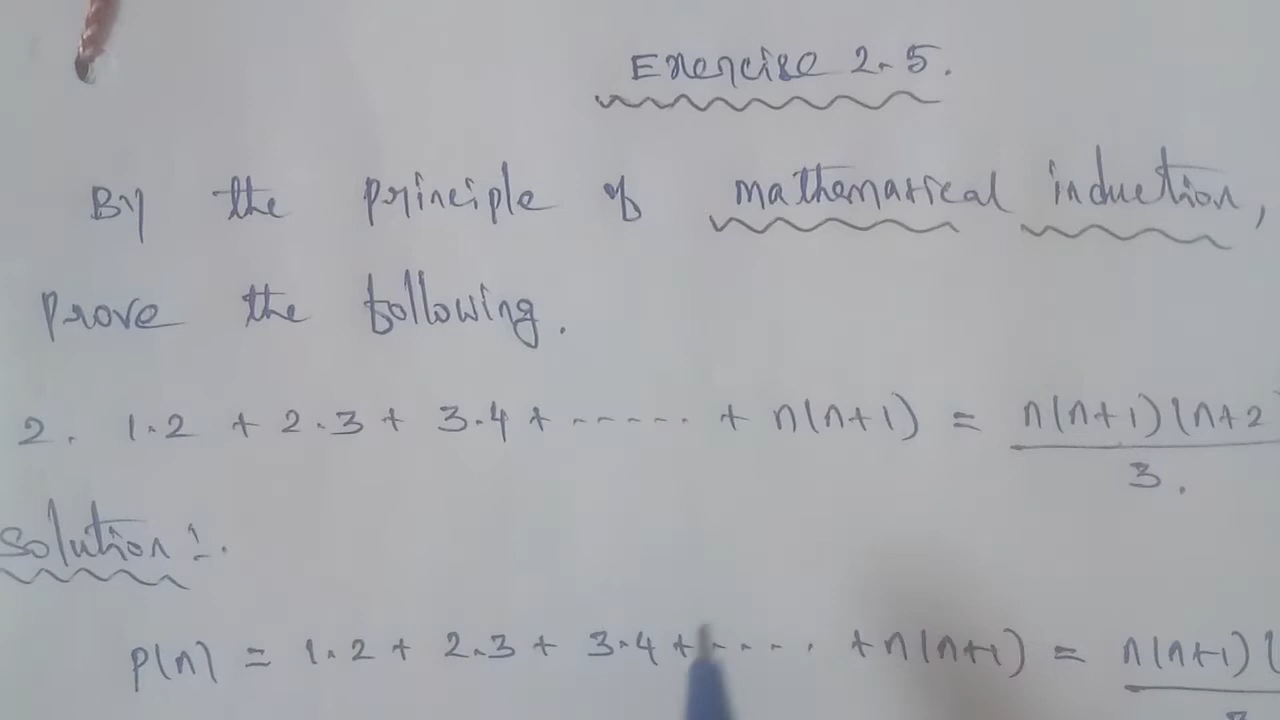 Exercise 2.5.
By the principle of mathematical induction,
prove the following.
2. 1.2 + 2.3 + 3.4 + ...... + n(n+1) = n(n+1)(n+2) / 3.
Solution :-.
P(n) = 1.2 + 2.3 + 3.4 + .... + n(n+1) = n(n+1)(